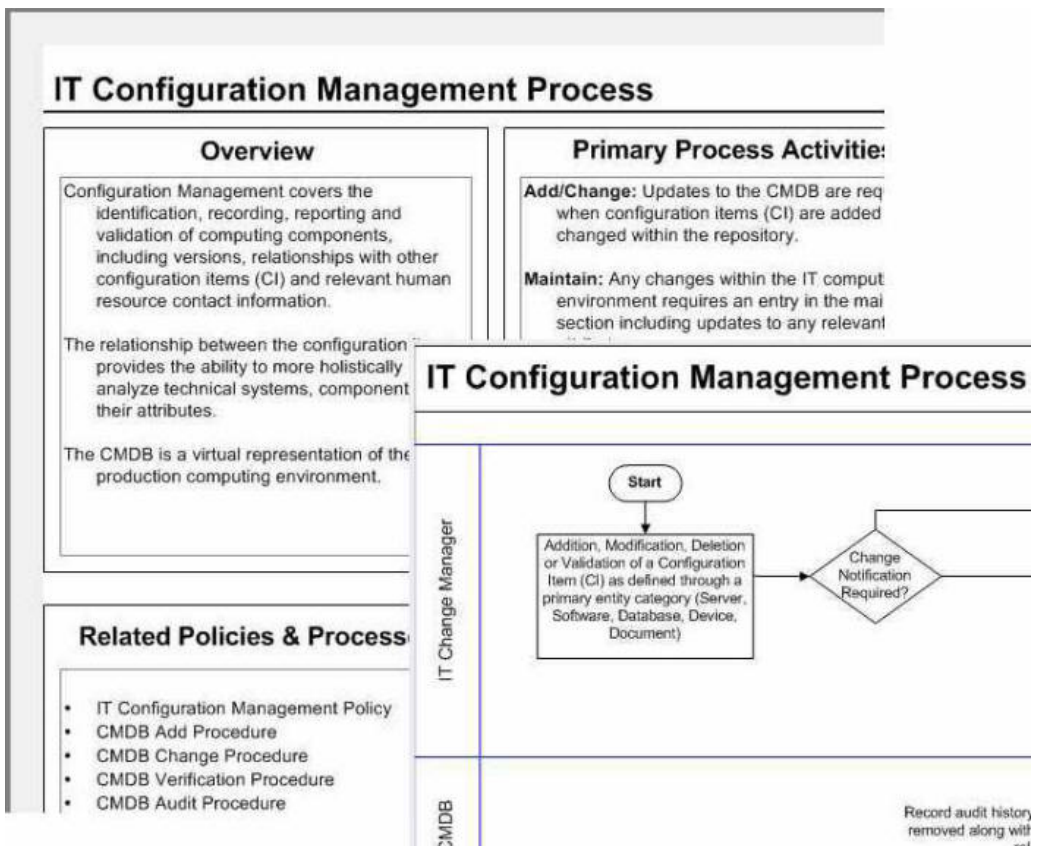 IT Configuration Management Process
Overview
Configuration Management covers the
identification, recording, reporting and
validation of computing components,
including versions, relationships with other
configuration items (CI) and relevant human
resource contact information.
The relationship between the configuration
provides the ability to more holistically
analyze technical systems, component
their attributes.
The CMDB is a virtual representation of the
production computing environment.
Primary Process Activities
Add/Change: Updates to the CMDB are req
when configuration items (CI) are added
changed within the repository.
Maintain: Any changes within the IT comput
environment requires an entry in the mai
section including updates to any relevant
Related Policies & Process
• IT Configuration Management Policy
• CMDB Add Procedure
• CMDB Change Procedure
• CMDB Verification Procedure
• CMDB Audit Procedure
IT Configuration Management Process
IT Change Manager
Start
Addition, Modification, Deletion
or Validation of a Configuration
Item (CI) as defined through a
primary entity category (Server,
Software, Database, Device,
Document)
Change
Notification
Required?
CMDB
Record audit history
removed along with